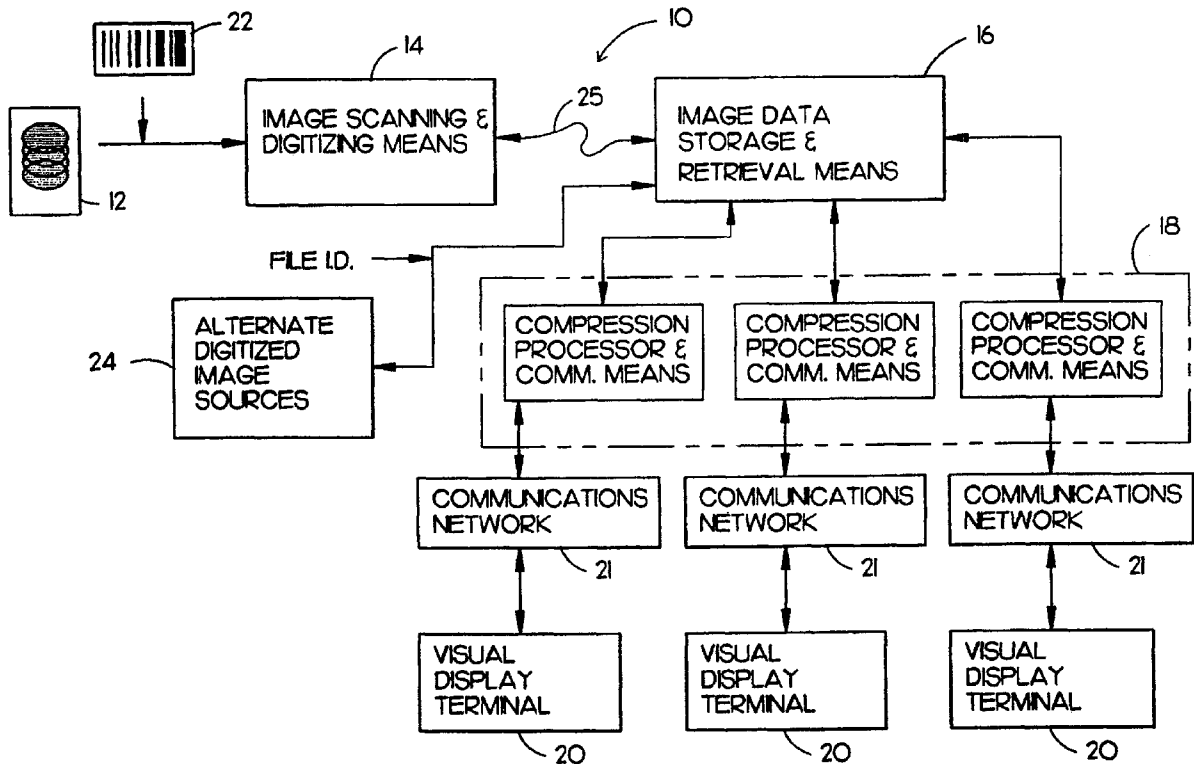 22
14
10
16
IMAGE SCANNING &
DIGITIZING MEANS
25
IMAGE DATA
STORAGE &
RETRIEVAL MEANS
12
FILE I.D.
18
ALTERNATE
DIGITIZED
IMAGE
SOURCES
24
COMPRESSION
PROCESSOR &
COMM. MEANS
COMPRESSION
PROCESSOR &
COMM. MEANS
COMPRESSION
PROCESSOR &
COMM. MEANS
COMMUNICATIONS
NETWORK
21
COMMUNICATIONS
NETWORK
21
COMMUNICATIONS
NETWORK
21
VISUAL
DISPLAY
TERMINAL
20
VISUAL
DISPLAY
TERMINAL
20
VISUAL
DISPLAY
TERMINAL
20